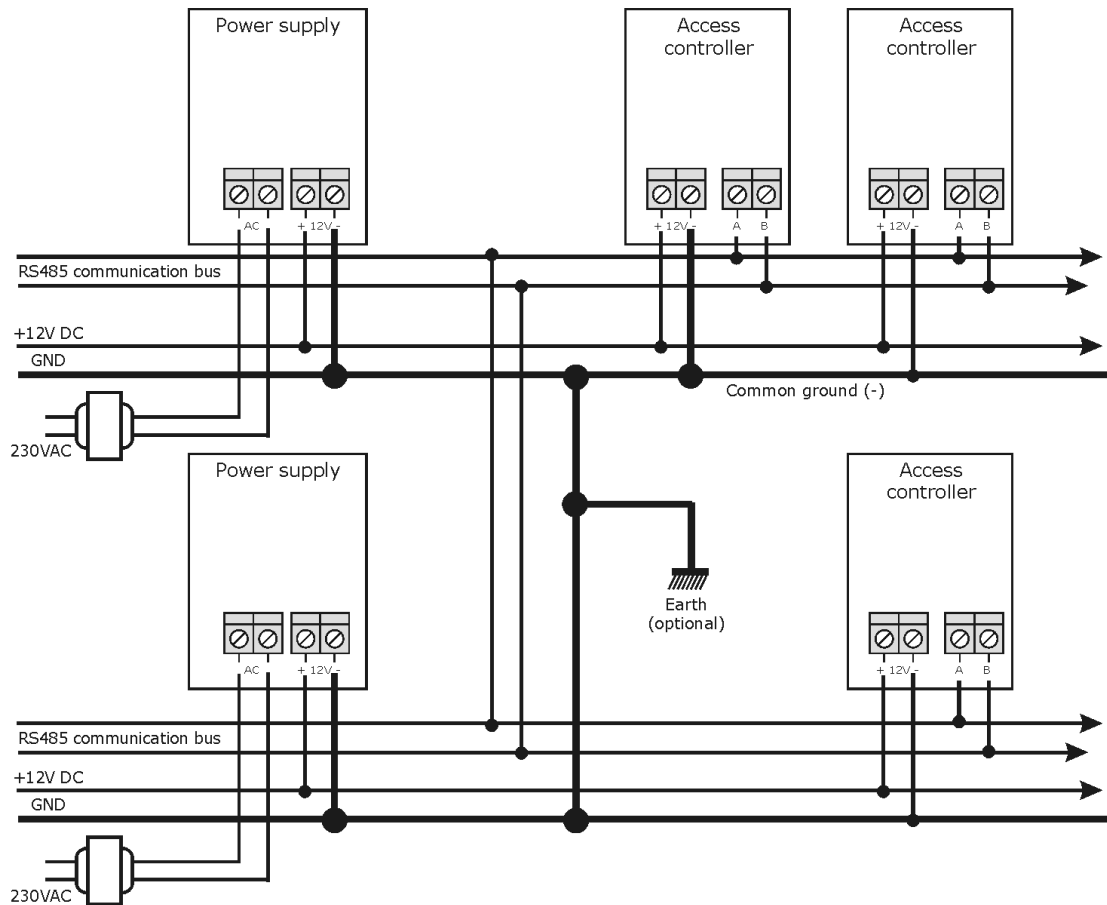 Power supply
Access
controller
Access
controller
AC
+ 12V -
+ 12V -
A
B
+ 12V -
A
B
RS485 communication bus
+12V DC
GND
Common ground (-)
230VAC
Power supply
Access
controller
Earth
(optional)
AC
+ 12V -
+ 12V -
A
B
RS485 communication bus
+12V DC
GND
230VAC